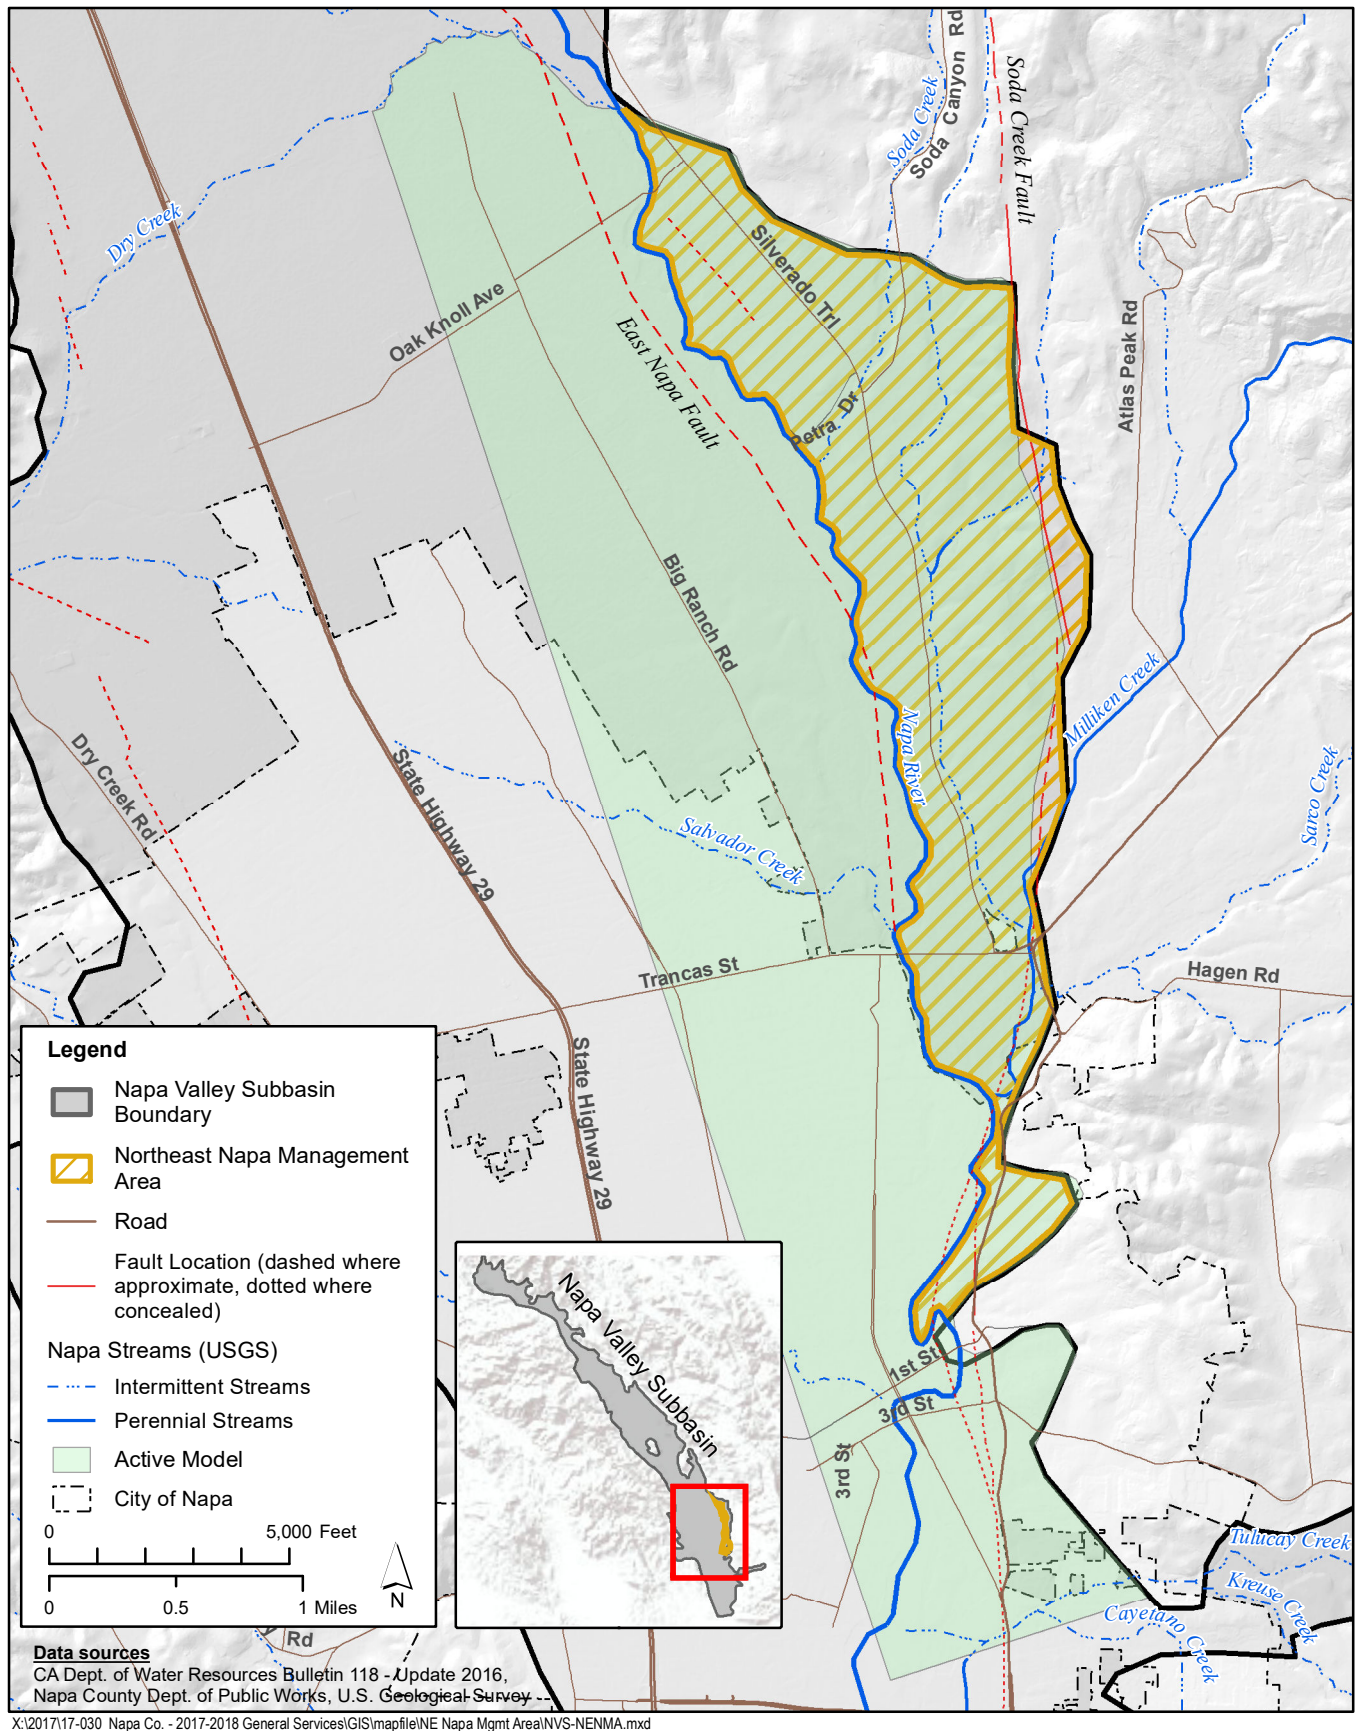 Soda Creek
Soda Canyon Rd
Soda Creek Fault
Dry Creek
Silverado Trl
Oak Knoll Ave
East Napa Fault
Atlas Peak Rd
Petra Dr
Big Ranch Rd
Milliken Creek
Napa River
Dry Creek Rd
State Highway 29
Sarco Creek
Salvador Creek
Trancas St
Hagen Rd
State Highway 29
1st St
3rd St
3rd St
Tulucay Creek
Kreuse Creek
Cayetano Creek
Legend
Napa Valley Subbasin
Boundary
Northeast Napa Management
Area
Road
Fault Location (dashed where
approximate, dotted where
concealed)
Napa Streams (USGS)
Intermittent Streams
Perennial Streams
Active Model
City of Napa
0 5,000 Feet
0 0.5 1 Miles
N
Napa Valley Subbasin
Rd
Data sources
CA Dept. of Water Resources Bulletin 118 - Update 2016,
Napa County Dept. of Public Works, U.S. Geological Survey
X:\2017\17-030 Napa Co. - 2017-2018 General Services\GIS\mapfile\NE Napa Mgmt Area\NVS-NENMA.mxd